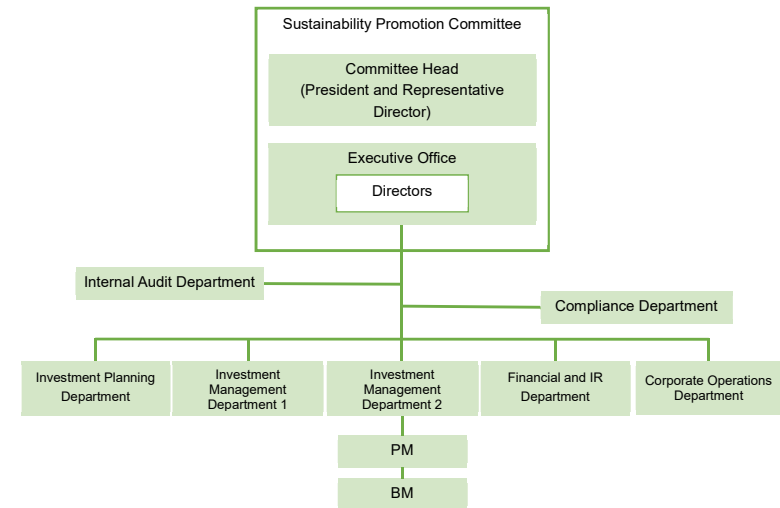 Sustainability Promotion Committee
Committee Head
(President and Representative
Director)
Executive Office
Directors
Internal Audit Department
Compliance Department
Investment Planning
Department
Investment
Management
Department 1
Investment
Management
Department 2
Financial and IR
Department
Corporate Operations
Department
PM
BM